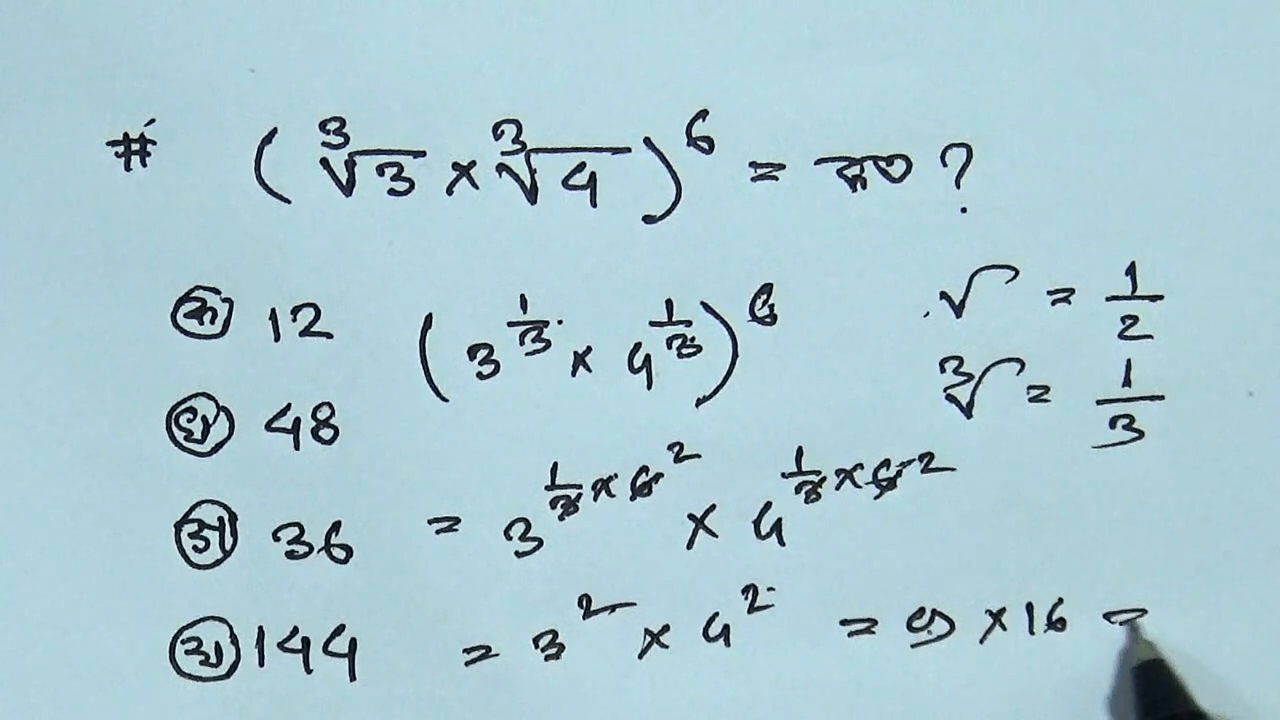 # (∛3 × ∛4)⁶ = কত ?
ক 12
(3^(1/3) × 4^(1/3))⁶
√ = 1/2
খ 48
∛ = 1/3
গ 36
= 3^(1/3 × 6 2) × 4^(1/3 × 6 2)
ঘ 144
= 3² × 4² = 9 × 16 =